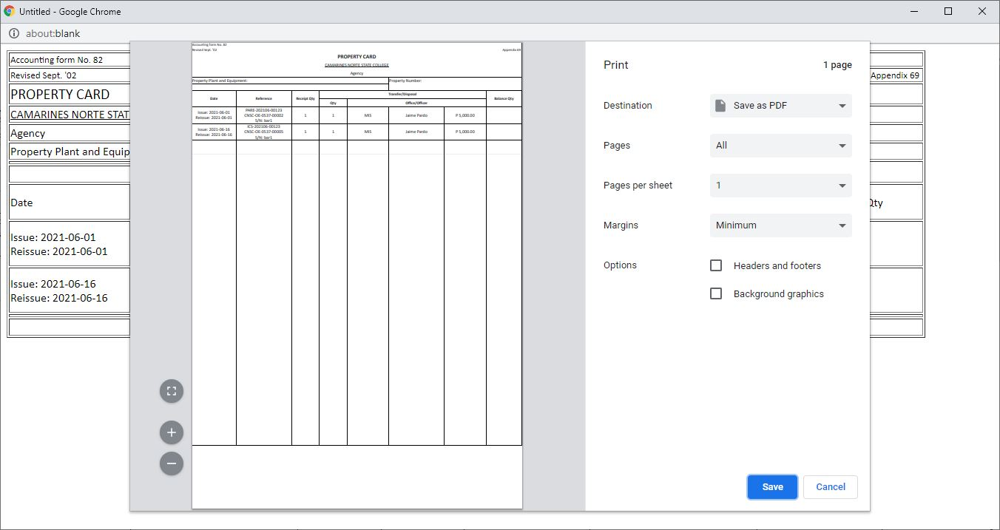 Untitled - Google Chrome
about:blank
Accounting form No. 82
Revised Sept. '02
PROPERTY CARD
CAMARINES NORTE STAT
Agency
Property Plant and Equip
Date
Issue: 2021-06-01
Reissue: 2021-06-01
Issue: 2021-06-16
Reissue: 2021-06-16
Accounting form No. 82
Revised Sept. '02
Appendix 69
PROPERTY CARD
CAMARINES NORTE STATE COLLEGE
Agency
Property Plant and Equipment:
Property Number:
Date
Reference
Receipt Qty
Transfer/Disposal
Balance Qty
Qty
Office/Officer
Issue: 2021-06-01
Reissue: 2021-06-01
PARE-202106-00123
CNSC-OE-0537-00002
S/N: bar1
1
1
MIS
Jaime Pardo
P 5,000.00
Issue: 2021-06-16
Reissue: 2021-06-16
ICS-202106-00123
CNSC-OE-0537-00005
S/N: bar1
1
1
MIS
Jaime Pardo
P 5,000.00
Print
1 page
Destination
Save as PDF
Pages
All
Pages per sheet
1
Margins
Minimum
Options
Headers and footers
Background graphics
Save
Cancel
Appendix 69
Qty